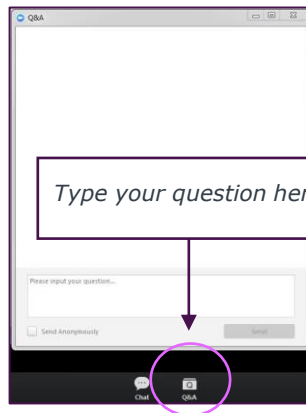 Q&A
Type your question her
Please input your question...
Send Anonymously
Send
Chat
Q&A